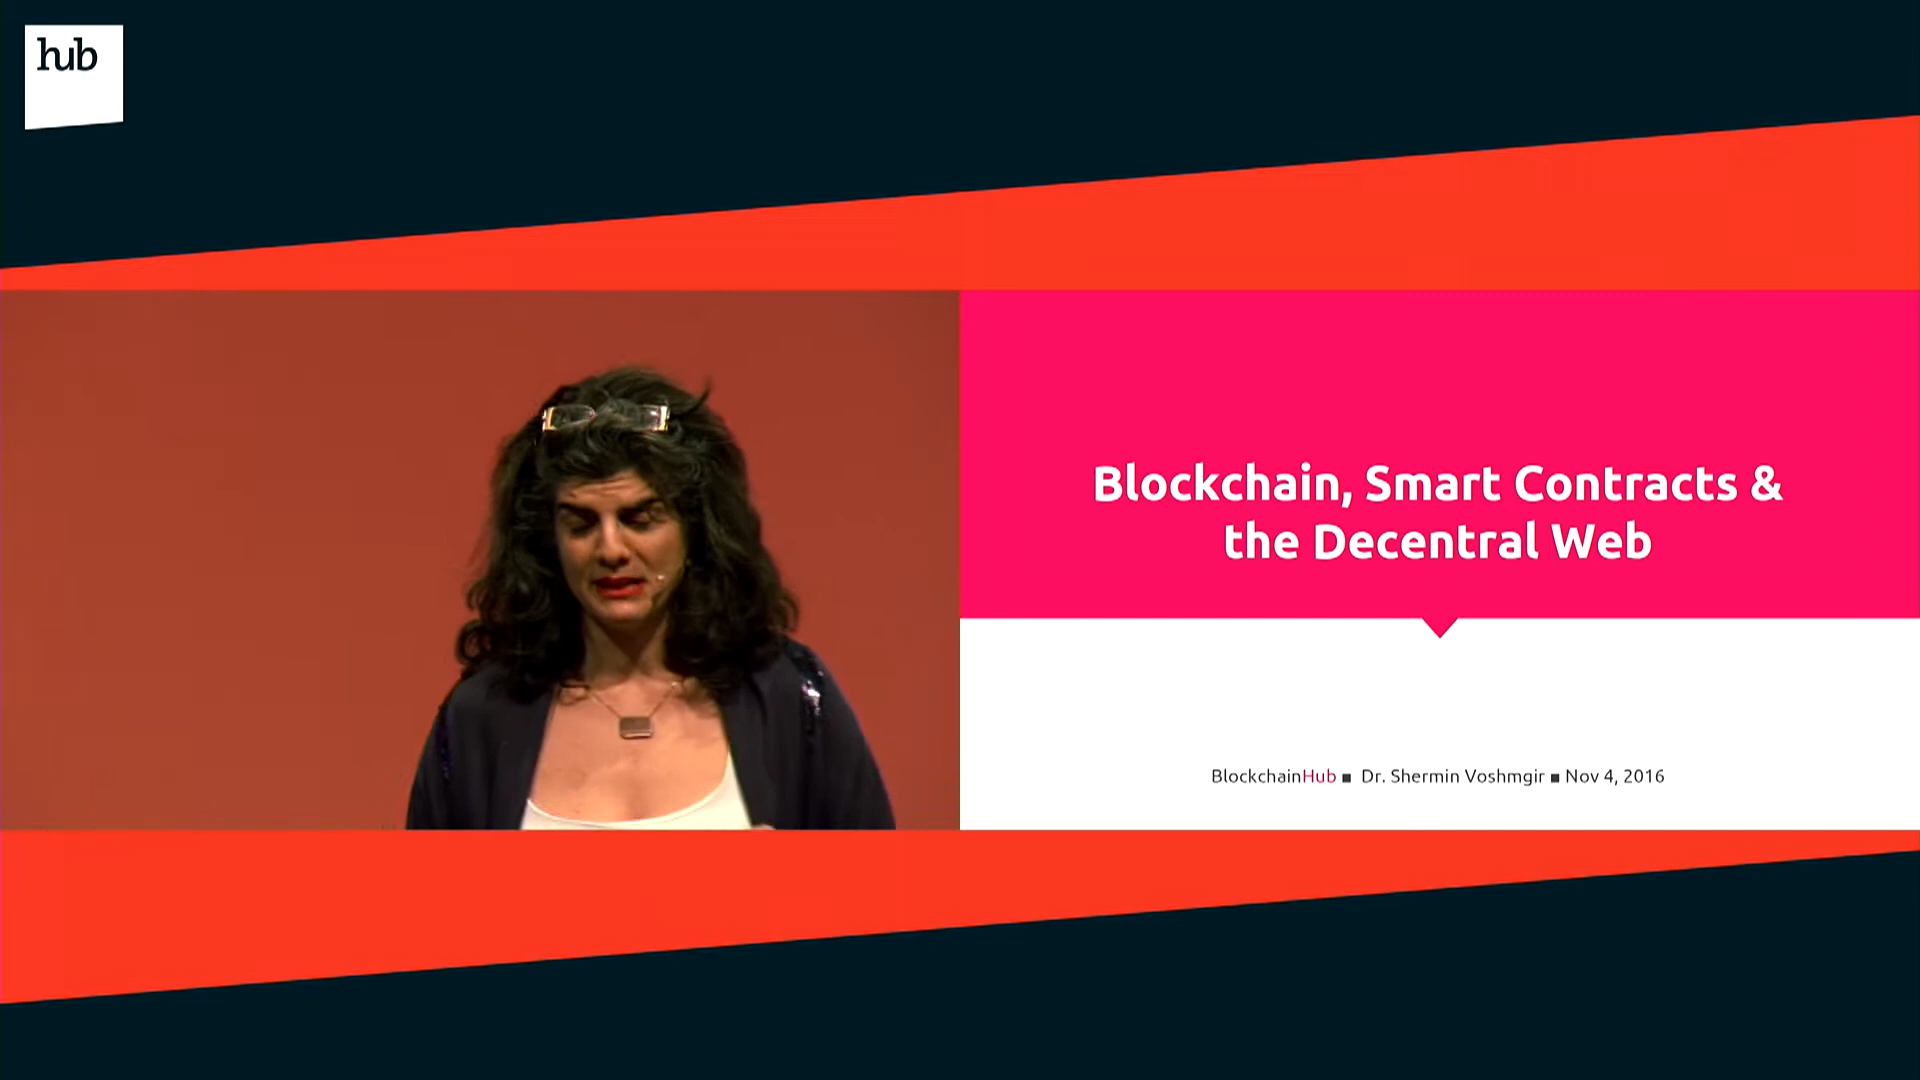 hub
Blockchain, Smart Contracts &
the Decentral Web
BlockchainHub ■ Dr. Shermin Voshmgir ■ Nov 4, 2016